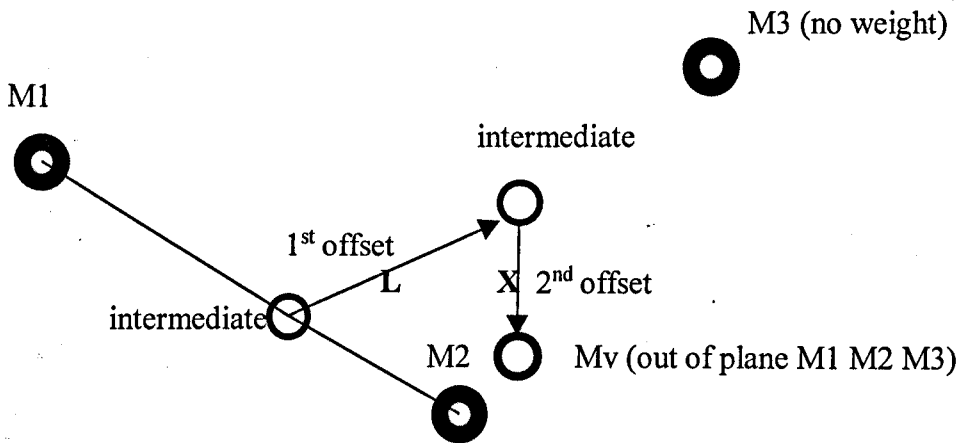 M3 (no weight)
M1
intermediate
1st offset
L
X 2nd offset
intermediate
M2
Mv (out of plane M1 M2 M3)